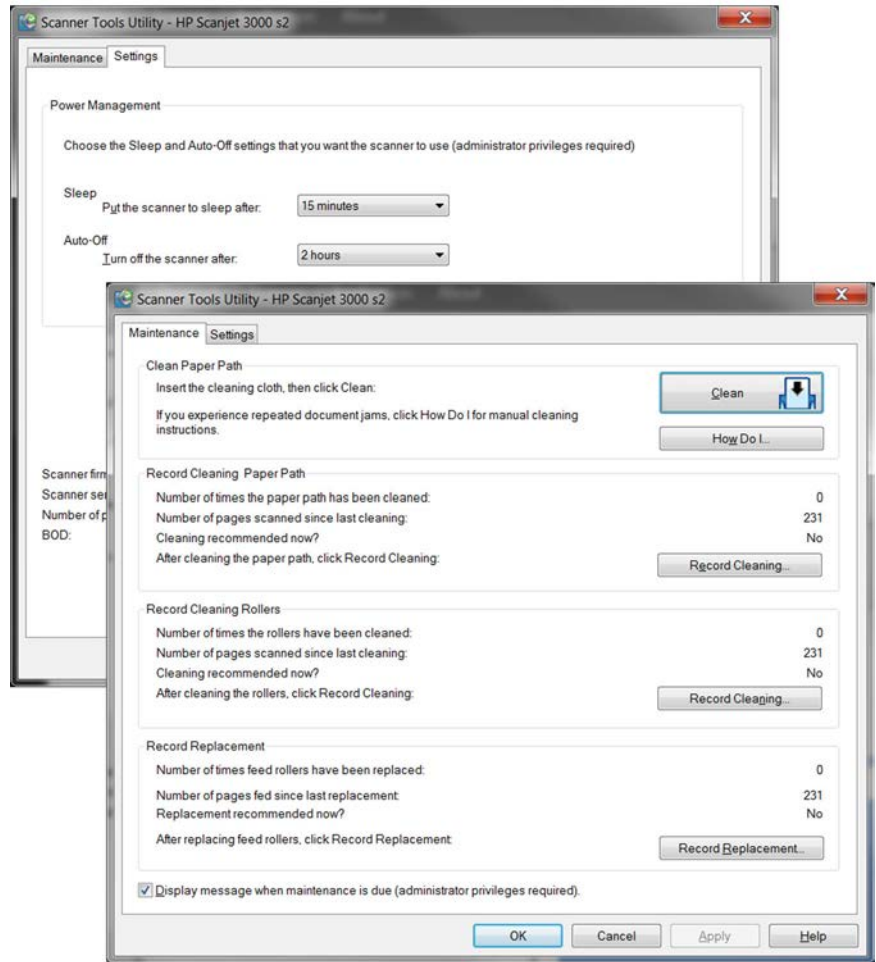 Scanner Tools Utility - HP Scanjet 3000 s2
Maintenance
Settings
Power Management
Choose the Sleep and Auto-Off settings that you want the scanner to use (administrator privileges required)
Sleep
Put the scanner to sleep after:
15 minutes
Auto-Off
Turn off the scanner after:
2 hours
Scanner
Scanner
Number of
BOD:
Scanner Tools Utility - HP Scanjet 3000 s2
Maintenance
Settings
Clean Paper Path
Insert the cleaning cloth, then click Clean:
Clean
If you experience repeated document jams, click How Do I for manual cleaning
instructions.
How Do I...
Record Cleaning Paper Path
Number of times the paper path has been cleaned: 0
Number of pages scanned since last cleaning: 231
Cleaning recommended now? No
After cleaning the paper path, click Record Cleaning:
Record Cleaning...
Record Cleaning Rollers
Number of times the rollers have been cleaned: 0
Number of pages scanned since last cleaning: 231
Cleaning recommended now? No
After cleaning the rollers, click Record Cleaning:
Record Cleaning...
Record Replacement
Number of times feed rollers have been replaced: 0
Number of pages fed since last replacement: 231
Replacement recommended now? No
After replacing feed rollers, click Record Replacement:
Record Replacement...
Display message when maintenance is due (administrator privileges required).
OK
Cancel
Apply
Help